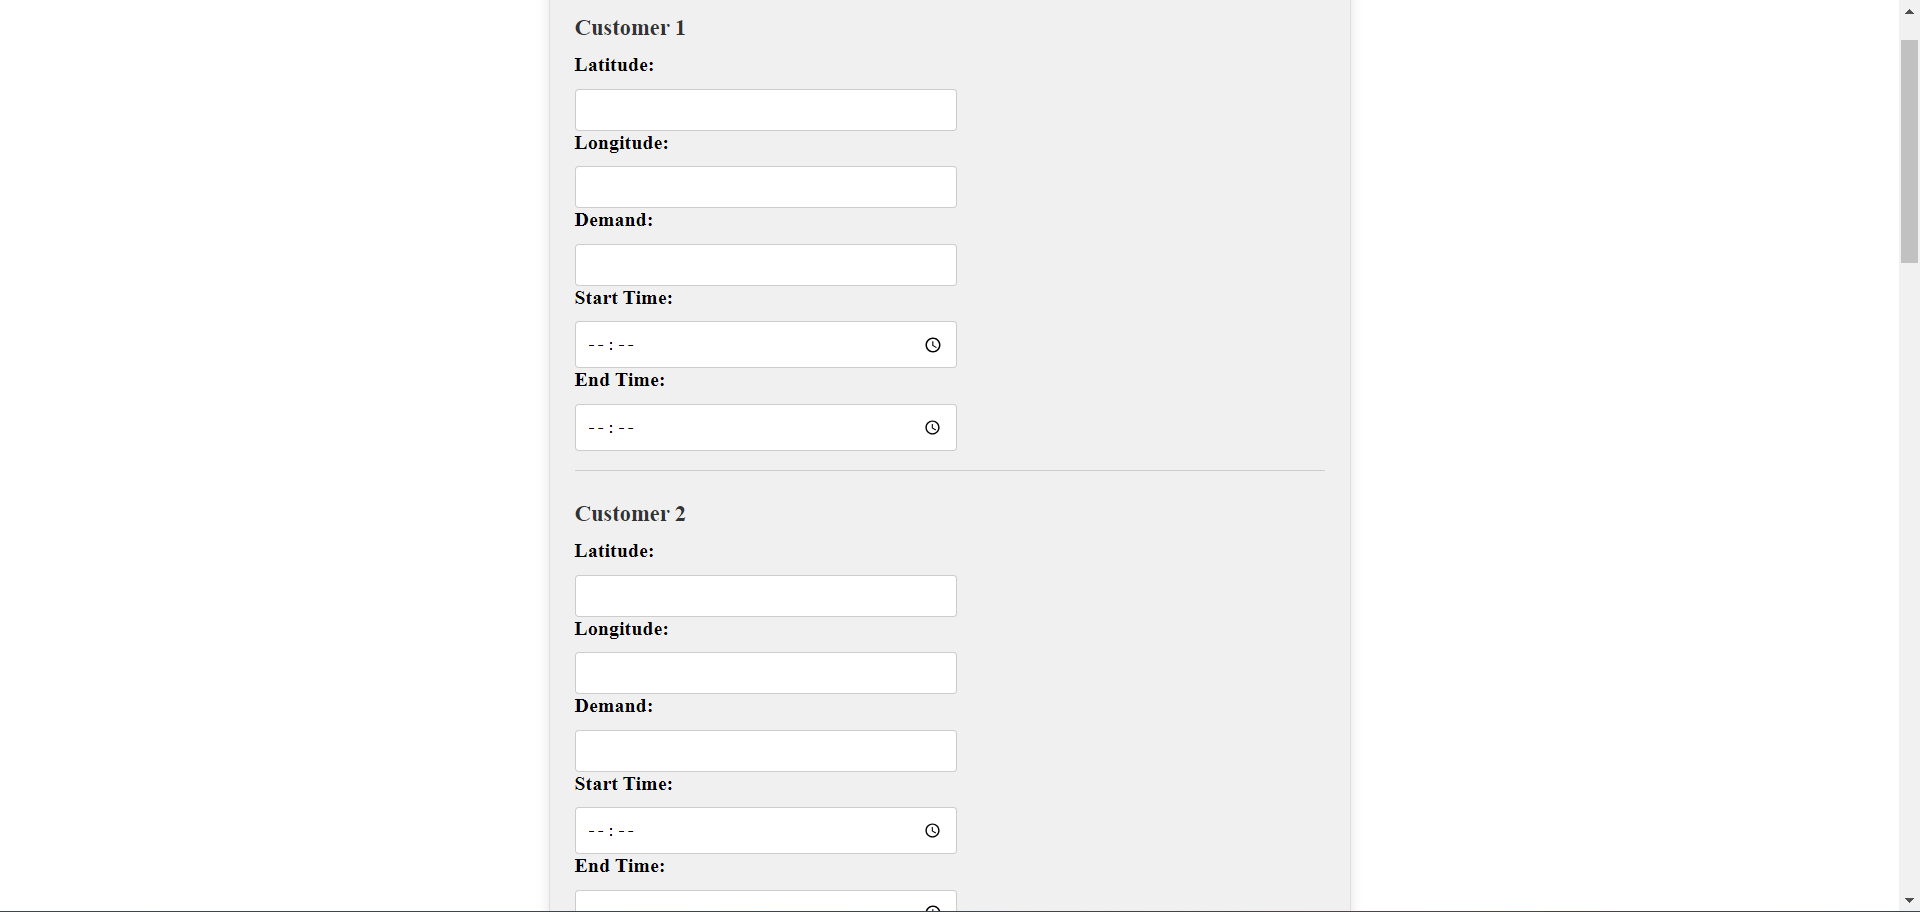 Customer 1
Latitude:
Longitude:
Demand:
Start Time:
--:--
End Time:
--:--
Customer 2
Latitude:
Longitude:
Demand:
Start Time:
--:--
End Time: